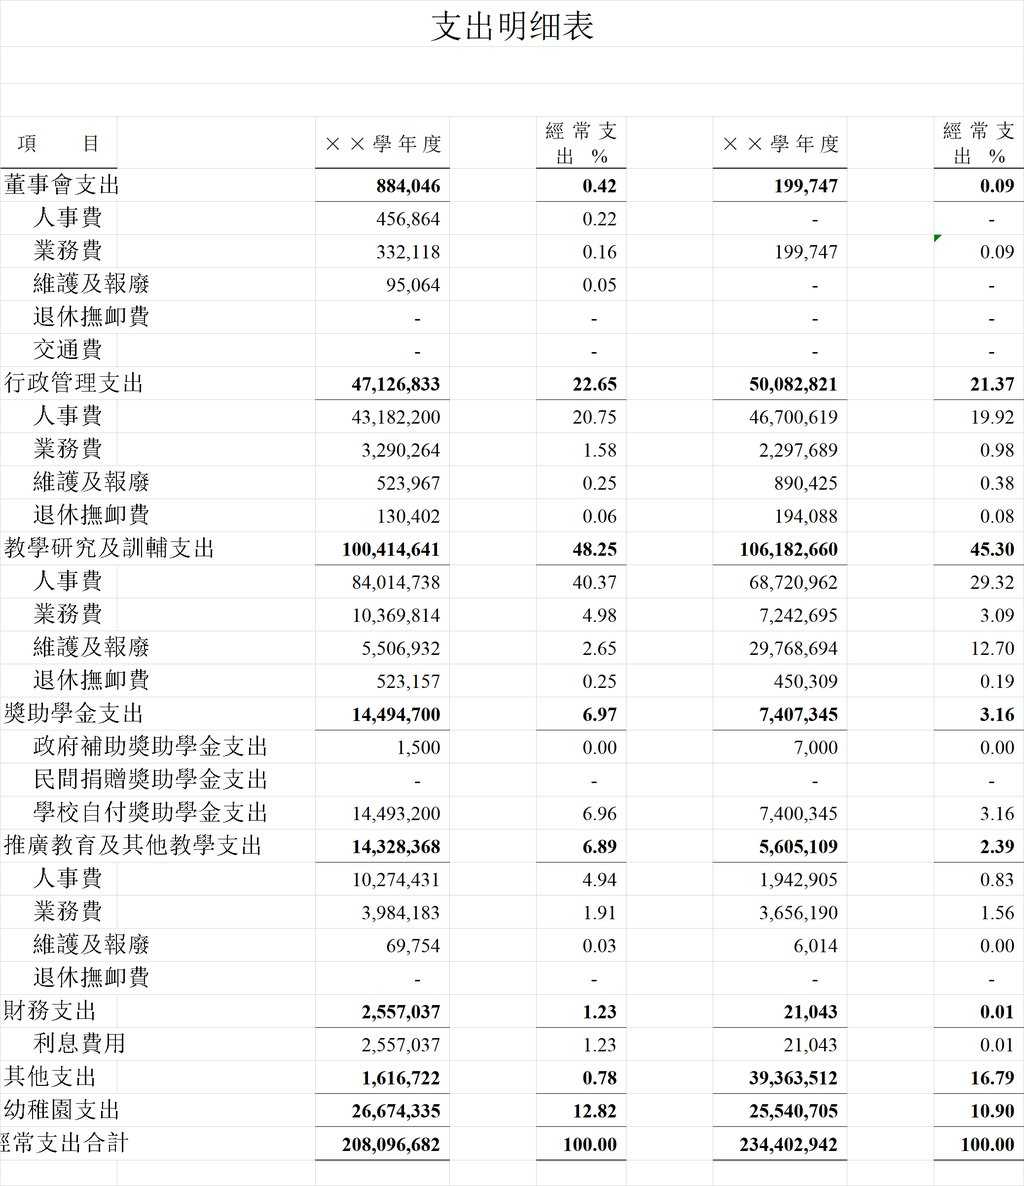 支出明细表
項 目 ××學年度 經常支出 % ××學年度 經常支出 %
董事會支出 884,046 0.42 199,747 0.09
人事費 456,864 0.22 - -
業務費 332,118 0.16 199,747 0.09
維護及報廢 95,064 0.05 - -
退休撫卹費 - - - -
交通費 - - - -
行政管理支出 47,126,833 22.65 50,082,821 21.37
人事費 43,182,200 20.75 46,700,619 19.92
業務費 3,290,264 1.58 2,297,689 0.98
維護及報廢 523,967 0.25 890,425 0.38
退休撫卹費 130,402 0.06 194,088 0.08
教學研究及訓輔支出 100,414,641 48.25 106,182,660 45.30
人事費 84,014,738 40.37 68,720,962 29.32
業務費 10,369,814 4.98 7,242,695 3.09
維護及報廢 5,506,932 2.65 29,768,694 12.70
退休撫卹費 523,157 0.25 450,309 0.19
獎助學金支出 14,494,700 6.97 7,407,345 3.16
政府補助獎助學金支出 1,500 0.00 7,000 0.00
民間捐贈獎助學金支出 - - - -
學校自付獎助學金支出 14,493,200 6.96 7,400,345 3.16
推廣教育及其他教學支出 14,328,368 6.89 5,605,109 2.39
人事費 10,274,431 4.94 1,942,905 0.83
業務費 3,984,183 1.91 3,656,190 1.56
維護及報廢 69,754 0.03 6,014 0.00
退休撫卹費 - - - -
財務支出 2,557,037 1.23 21,043 0.01
利息費用 2,557,037 1.23 21,043 0.01
其他支出 1,616,722 0.78 39,363,512 16.79
幼稚園支出 26,674,335 12.82 25,540,705 10.90
經常支出合計 208,096,682 100.00 234,402,942 100.00